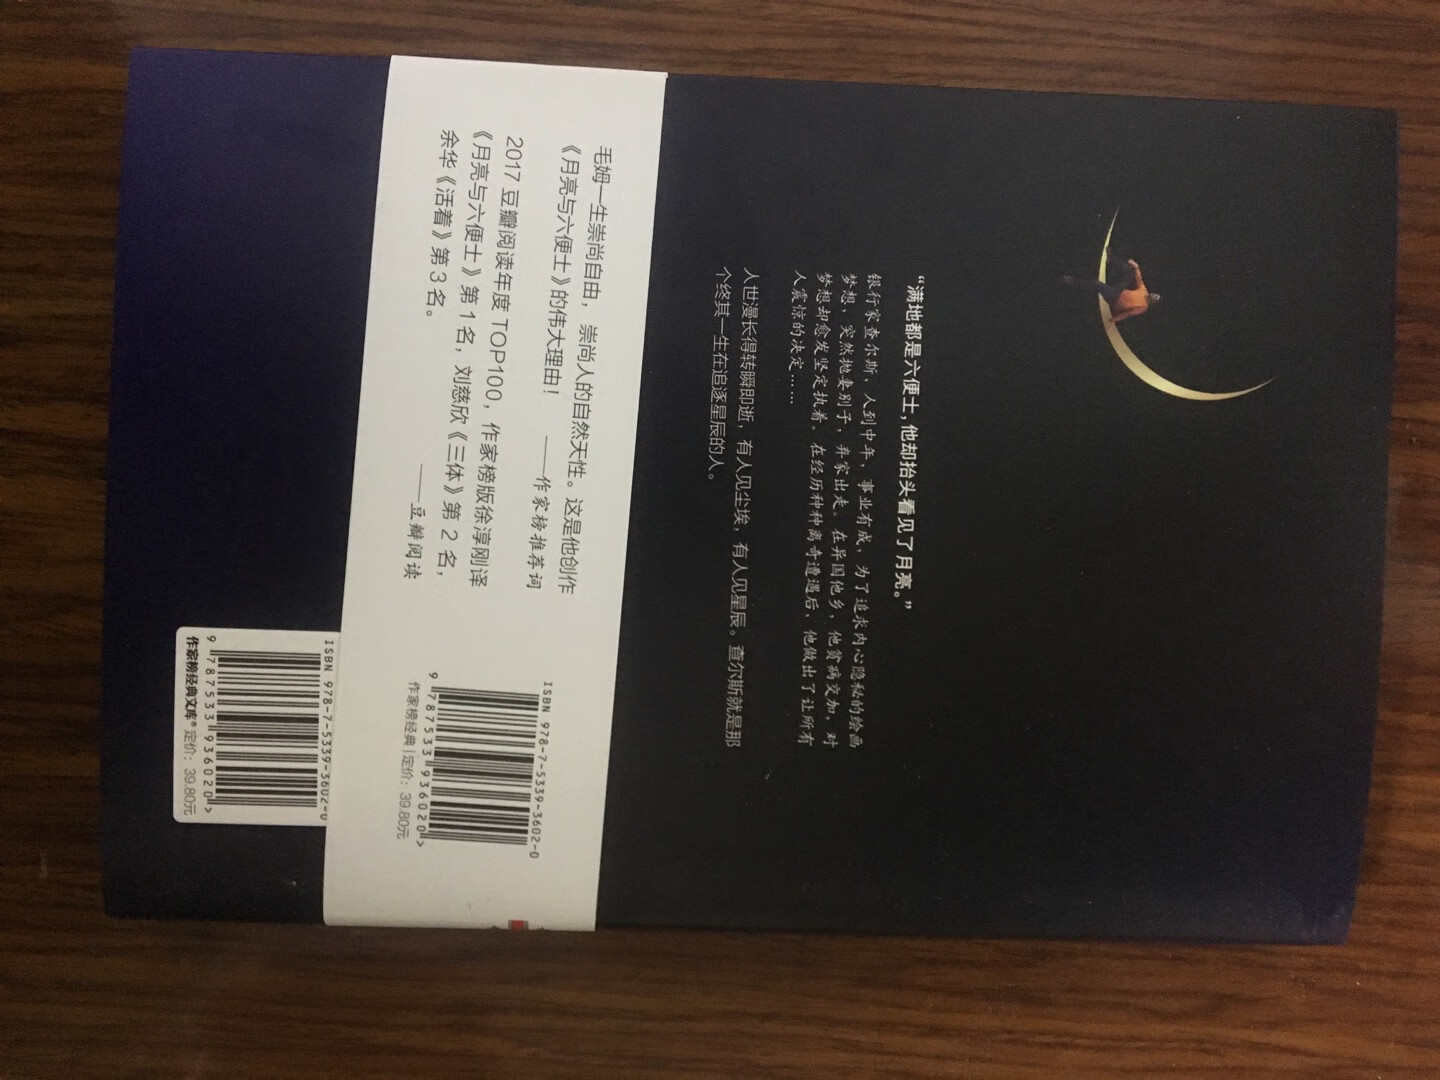 “满地都是六便士，他却抬头看见了月亮。”
银行家查尔斯，人到中年，事业有成，为了追求内心隐秘的绘画
梦想，突然抛妻别子，弃家出走。在异国他乡，他贫病交加，对
梦想却愈发坚定执着。在经历种种离奇遭遇后，他做出了让所有
人震惊的决定……
人世漫长得转瞬即逝，有人见尘埃，有人见星辰。查尔斯就是那
个终其一生在追逐星辰的人。
毛姆一生崇尚自由，崇尚人的自然天性。这是他创作
《月亮与六便士》的伟大理由！
——作家榜推荐词
2017 豆瓣阅读年度 TOP100，作家榜版徐淳刚译
《月亮与六便士》第 1 名，刘慈欣《三体》第 2 名，
余华《活着》第 3 名。
——豆瓣阅读
ISBN 978-7-5339-3602-0
9 787533 936020 >
作家榜经典 | 定价：39.80元
ISBN 978-7-5339-3602-0
9 787533 936020 >
作家榜经典文库® 定价：39.80元